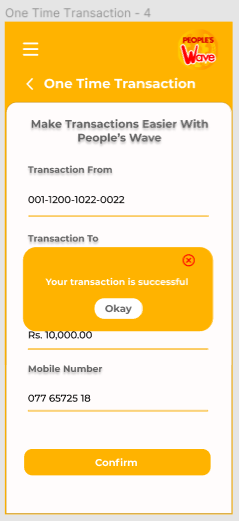 One Time Transaction - 4
PEOPLE'S
Wave
One Time Transaction
Make Transactions Easier With
People's Wave
Transaction From
001-1200-1022-0022
Transaction To
Your transaction is successful
Okay
Rs. 10,000.00
Mobile Number
077 65725 18
Confirm